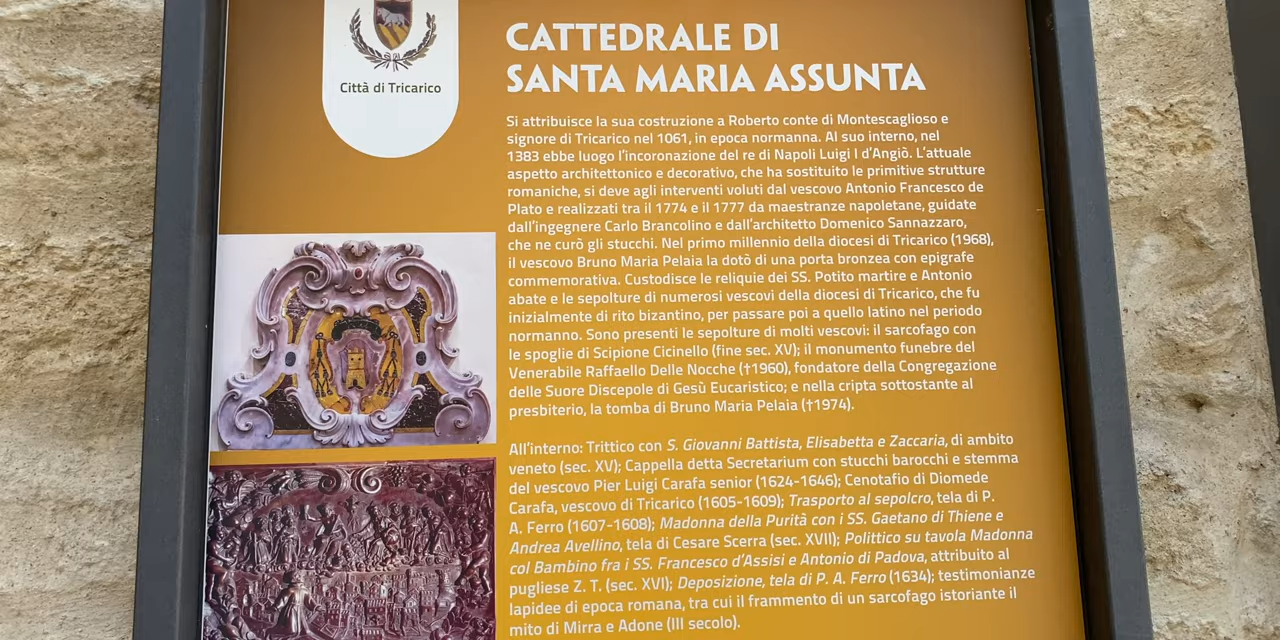 Città di Tricarico
CATTEDRALE DI
SANTA MARIA ASSUNTA
Si attribuisce la sua costruzione a Roberto conte di Montescaglioso e
signore di Tricarico nel 1061, in epoca normanna. Al suo interno, nel
1383 ebbe luogo l'incoronazione del re di Napoli Luigi I d'Angiò. L'attuale
aspetto architettonico e decorativo, che ha sostituito le primitive strutture
romaniche, si deve agli interventi voluti dal vescovo Antonio Francesco de
Plato e realizzati tra il 1774 e il 1777 da maestranze napoletane, guidate
dall'ingegnere Carlo Brancolino e dall'architetto Domenico Sannazzaro,
che ne curò gli stucchi. Nel primo millennio della diocesi di Tricarico (1968),
il vescovo Bruno Maria Pelaia la dotò di una porta bronzea con epigrafe
commemorativa. Custodisce le reliquie dei SS. Potito martire e Antonio
abate e le sepolture di numerosi vescovi della diocesi di Tricarico, che fu
inizialmente di rito bizantino, per passare poi a quello latino nel periodo
normanno. Sono presenti le sepolture di molti vescovi: il sarcofago con
le spoglie di Scipione Cicinello (fine sec. XV); il monumento funebre del
Venerabile Raffaello Delle Nocche (†1960), fondatore della Congregazione
delle Suore Discepole di Gesù Eucaristico; e nella cripta sottostante al
presbiterio, la tomba di Bruno Maria Pelaia (†1974).
All'interno: Trittico con S. Giovanni Battista, Elisabetta e Zaccaria, di ambito
veneto (sec. XV); Cappella detta Secretarium con stucchi barocchi e stemma
del vescovo Pier Luigi Carafa senior (1624-1646); Cenotafio di Diomede
Carafa, vescovo di Tricarico (1605-1609); Trasporto al sepolcro, tela di P.
A. Ferro (1607-1608); Madonna della Purità con i SS. Gaetano di Thiene e
Andrea Avellino, tela di Cesare Scerra (sec. XVII); Polittico su tavola Madonna
col Bambino fra i SS. Francesco d'Assisi e Antonio di Padova, attribuito al
pugliese Z. T. (sec. XVI); Deposizione, tela di P. A. Ferro (1634); testimonianze
lapidee di epoca romana, tra cui il frammento di un sarcofago istoriante il
mito di Mirra e Adone (III secolo).